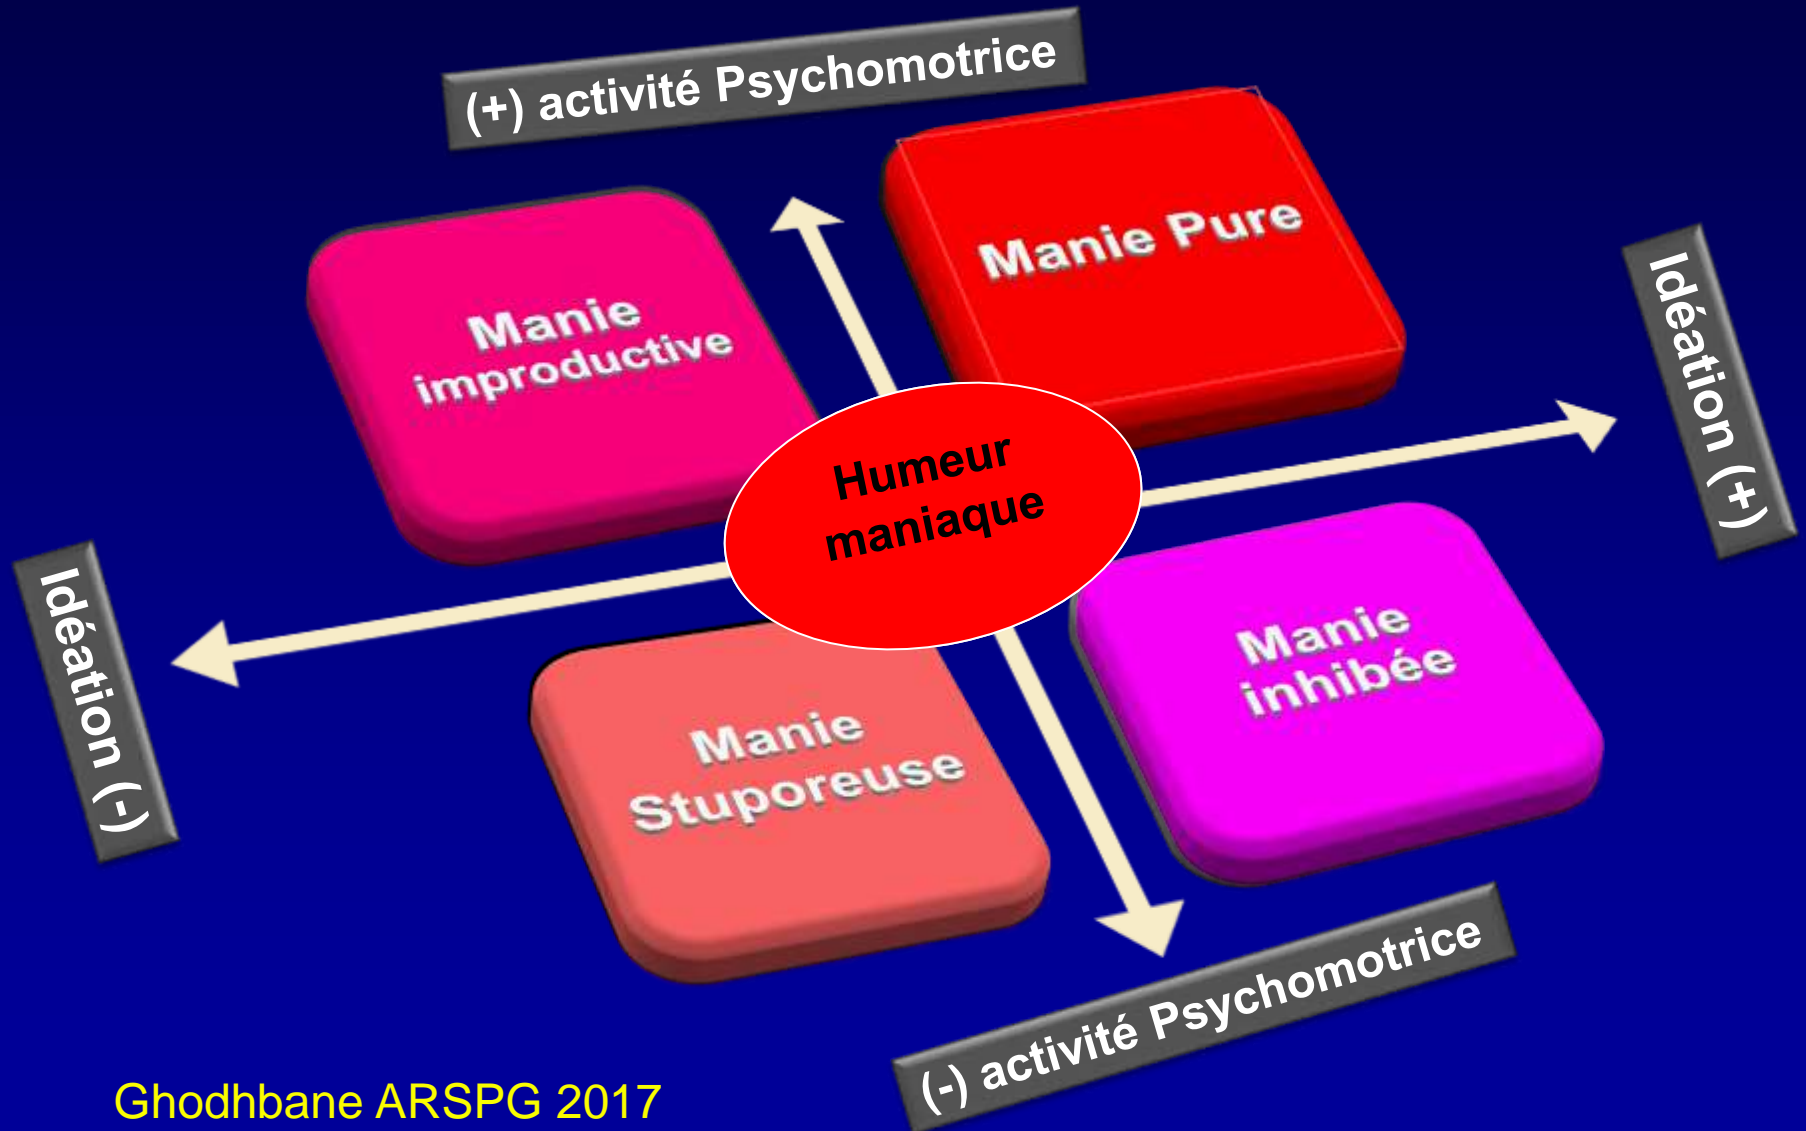 (+) activité Psychomotrice
Manie Pure
Manie
improductive
Idéation (+)
Humeur
maniaque
Idéation (-)
Manie
inhibée
Manie
Stuporeuse
(-) activité Psychomotrice
Ghodhbane ARSPG 2017